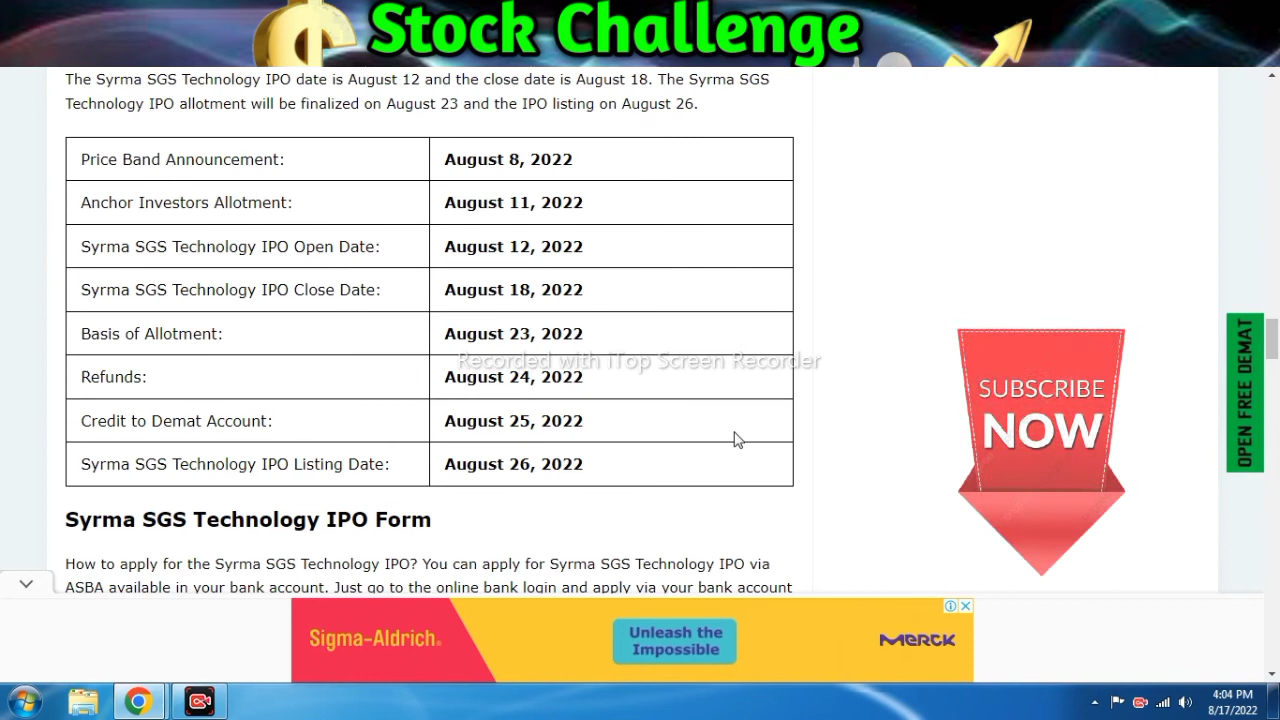 Stock Challenge
The Syrma SGS Technology IPO date is August 12 and the close date is August 18. The Syrma SGS
Technology IPO allotment will be finalized on August 23 and the IPO listing on August 26.
Price Band Announcement: August 8, 2022
Anchor Investors Allotment: August 11, 2022
Syrma SGS Technology IPO Open Date: August 12, 2022
Syrma SGS Technology IPO Close Date: August 18, 2022
Basis of Allotment: August 23, 2022
Recorded with iTop Screen Recorder
Refunds: August 24, 2022
Credit to Demat Account: August 25, 2022
Syrma SGS Technology IPO Listing Date: August 26, 2022
SUBSCRIBE
NOW
OPEN FREE DEMAT
Syrma SGS Technology IPO Form
How to apply for the Syrma SGS Technology IPO? You can apply for Syrma SGS Technology IPO via
ASBA available in your bank account. Just go to the online bank login and apply via your bank account
Sigma-Aldrich.
Unleash the
Impossible
MERCK
4:04 PM
8/17/2022